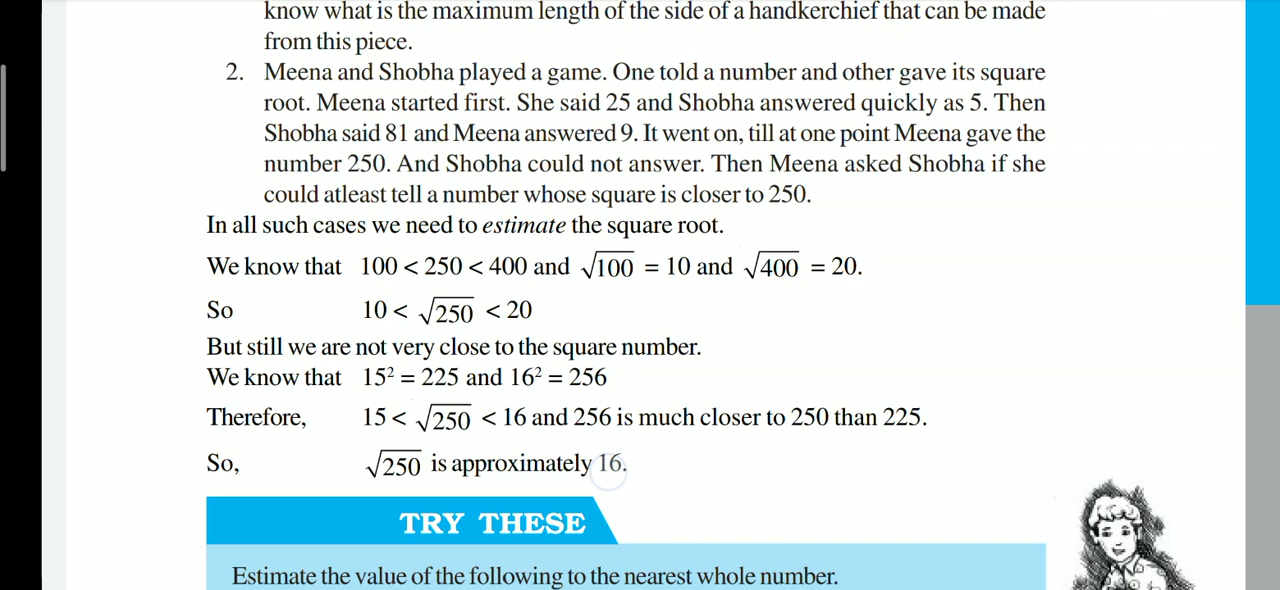 know what is the maximum length of the side of a handkerchief that can be made
from this piece.
2. Meena and Shobha played a game. One told a number and other gave its square
root. Meena started first. She said 25 and Shobha answered quickly as 5. Then
Shobha said 81 and Meena answered 9. It went on, till at one point Meena gave the
number 250. And Shobha could not answer. Then Meena asked Shobha if she
could atleast tell a number whose square is closer to 250.
In all such cases we need to estimate the square root.
We know that 100 < 250 < 400 and √100 = 10 and √400 = 20.
So 10 < √250 < 20
But still we are not very close to the square number.
We know that 15² = 225 and 16² = 256
Therefore, 15 < √250 < 16 and 256 is much closer to 250 than 225.
So, √250 is approximately 16.
TRY THESE
Estimate the value of the following to the nearest whole number.